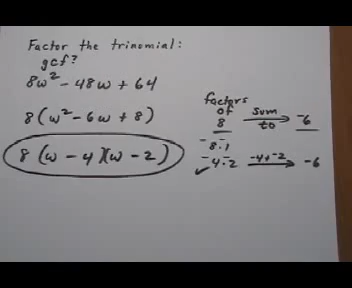 Factor the trinomial:
gcf?
8w² - 48w + 64
8(w² - 6w + 8)
8(w - 4)(w - 2)
factors
of
8
sum
to
-6
-8·-1
✓ -4·-2
-4+-2
-6